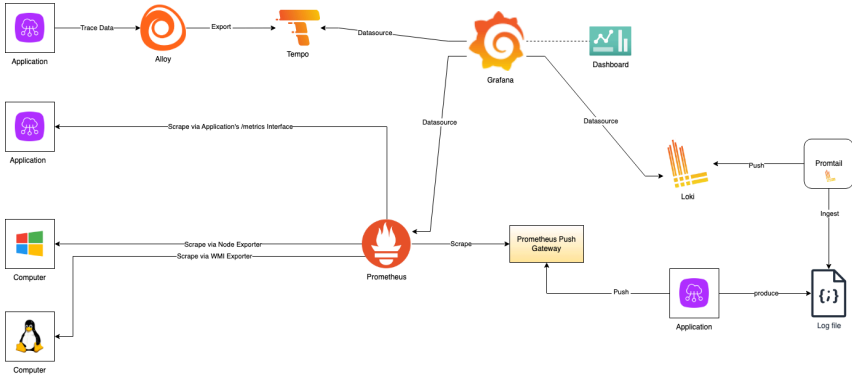 Trace Data
Export
Application
Alloy
Tempo
Datasource
Grafana
Dashboard
Scrape via Application's /metrics Interface
Application
Datasource
Datasource
Loki
Push
Promtail
Ingest
Scrape via Node Exporter
Scrape via WMI Exporter
Computer
Prometheus
Scrape
Prometheus Push
Gateway
Push
Application
produce
{;}
Log file
Computer